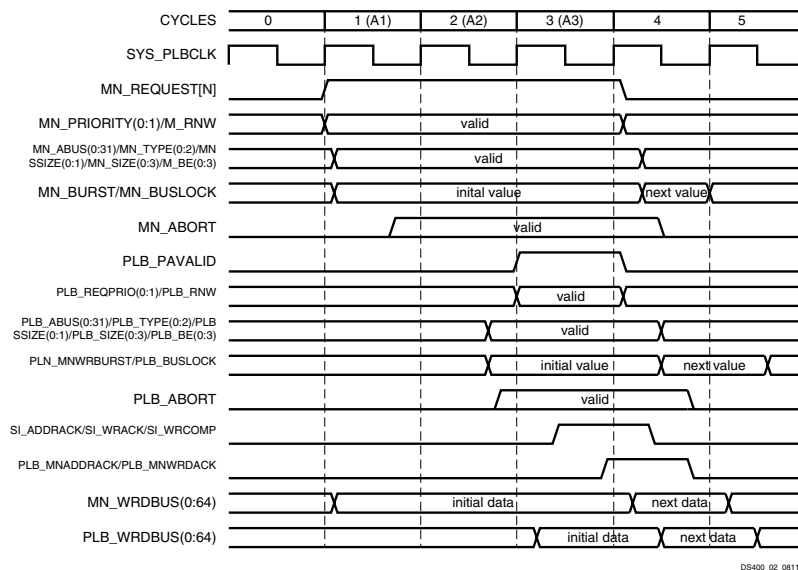 CYCLES 0 1 (A1) 2 (A2) 3 (A3) 4 5
SYS_PLBCLK
MN_REQUEST[N]
MN_PRIORITY(0:1)/M_RNW valid
MN_ABUS(0:31)/MN_TYPE(0:2)/MN
SSIZE(0:1)/MN_SIZE(0:3)/M_BE(0:3) valid
MN_BURST/MN_BUSLOCK inital value next value
MN_ABORT valid
PLB_PAVALID
PLB_REQPRIO(0:1)/PLB_RNW valid
PLB_ABUS(0:31)/PLB_TYPE(0:2)/PLB
SSIZE(0:1)/PLB_SIZE(0:3)/PLB_BE(0:3) valid
PLN_MNWRBURST/PLB_BUSLOCK initial value next value
PLB_ABORT valid
SI_ADDRACK/SI_WRACK/SI_WRCOMP
PLB_MNADDRACK/PLB_MNWRDACK
MN_WRDBUS(0:64) initial data next data
PLB_WRDBUS(0:64) initial data next data
DS400_02_0811